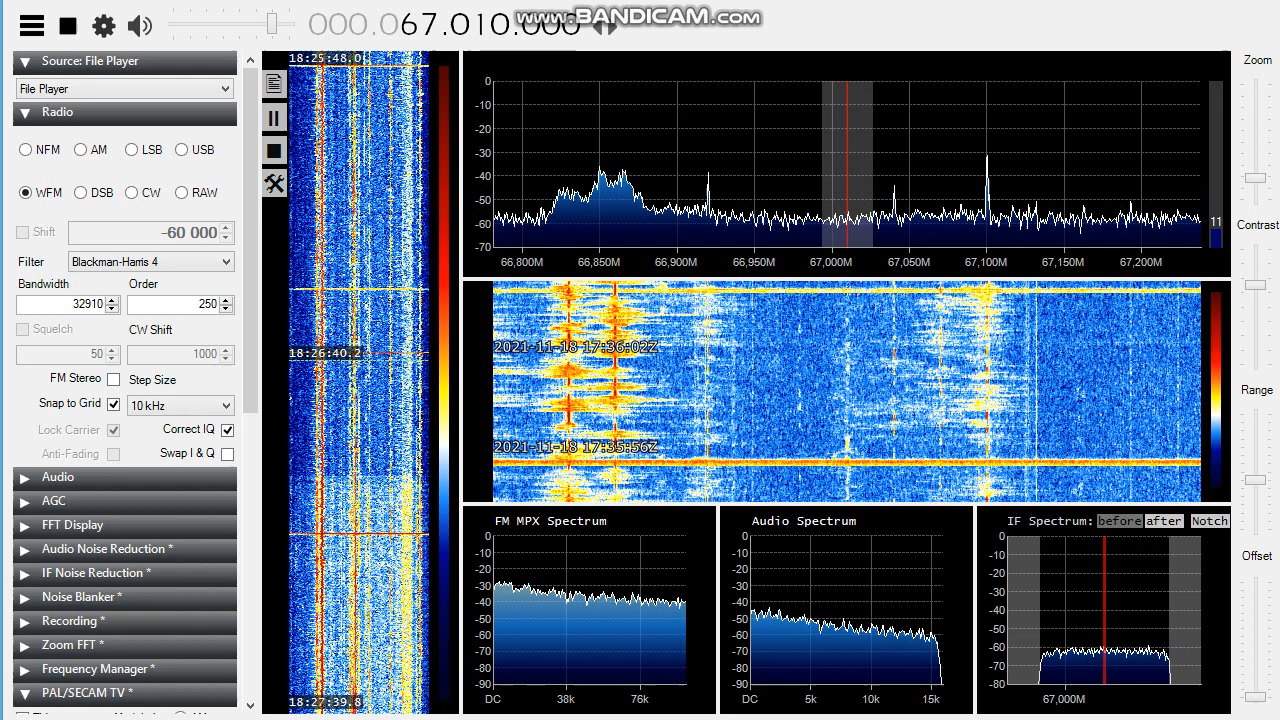 000.067.010.000
www.BANDICAM.com
Source: File Player
File Player
Radio
NFM AM LSB USB
WFM DSB CW RAW
Shift -60 000
Filter Blackman-Harris 4
Bandwidth Order
32910 250
Squelch CW Shift
50 1000
FM Stereo Step Size
Snap to Grid 10 kHz
Lock Carrier Correct IQ
Anti-Fading Swap I & Q
Audio
AGC
FFT Display
Audio Noise Reduction *
IF Noise Reduction *
Noise Blanker *
Recording *
Zoom FFT *
Frequency Manager *
PAL/SECAM TV *
18:25:48.0
18:26:40.2
18:27:39.8
0
-10
-20
-30
-40
-50
-60
-70
11
66,800M 66,850M 66,900M 66,950M 67,000M 67,050M 67,100M 67,150M 67,200M
2021-11-18 17:36:02Z
2021-11-18 17:35:56Z
FM MPX Spectrum
0
-10
-20
-30
-40
-50
-60
-70
-80
-90
DC 38k 76k
Audio Spectrum
0
-10
-20
-30
-40
-50
-60
-70
-80
-90
DC 5k 10k 15k
IF Spectrum: before after Notch
0
-10
-20
-30
-40
-50
-60
-70
-80
67,000M
Zoom
Contrast
Range
Offset